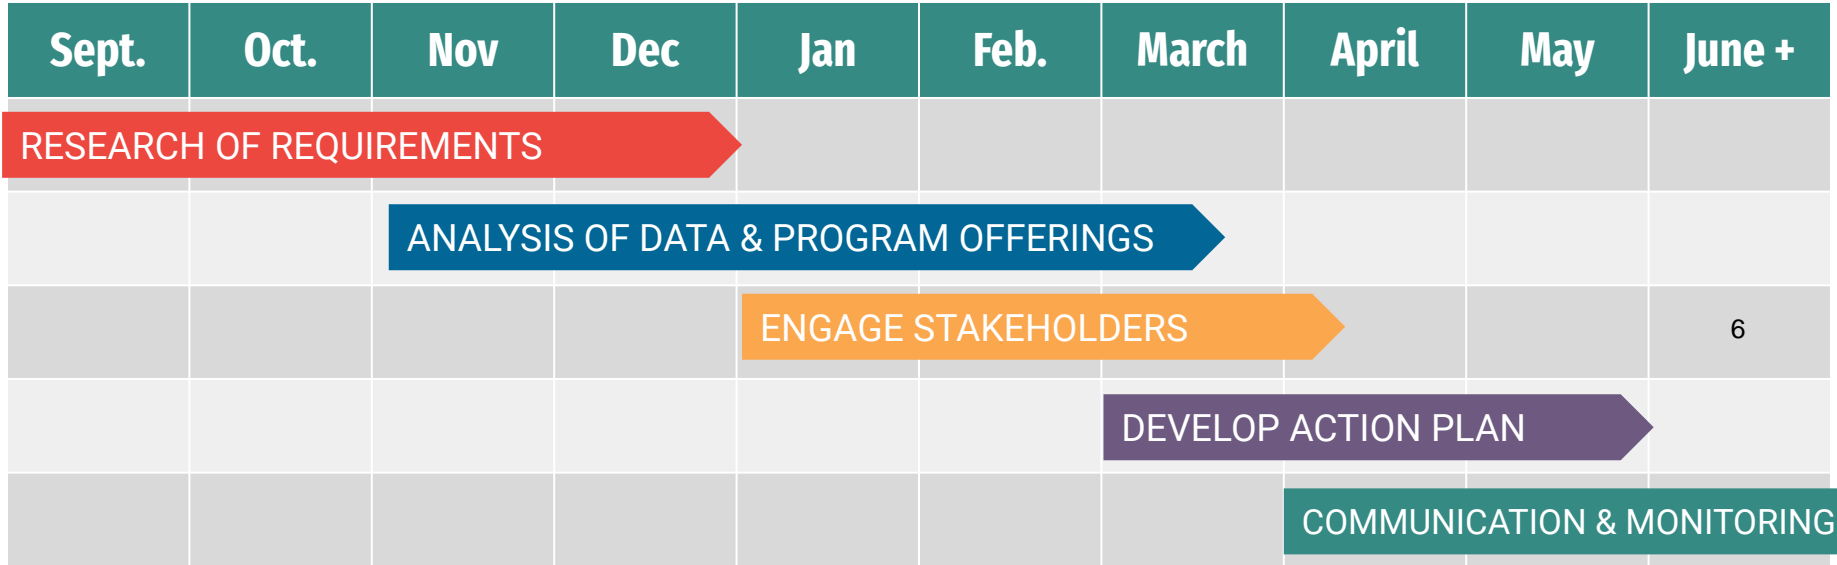 Sept. Oct. Nov Dec Jan Feb. March April May June +
RESEARCH OF REQUIREMENTS
ANALYSIS OF DATA & PROGRAM OFFERINGS
ENGAGE STAKEHOLDERS 6
DEVELOP ACTION PLAN
COMMUNICATION & MONITORING